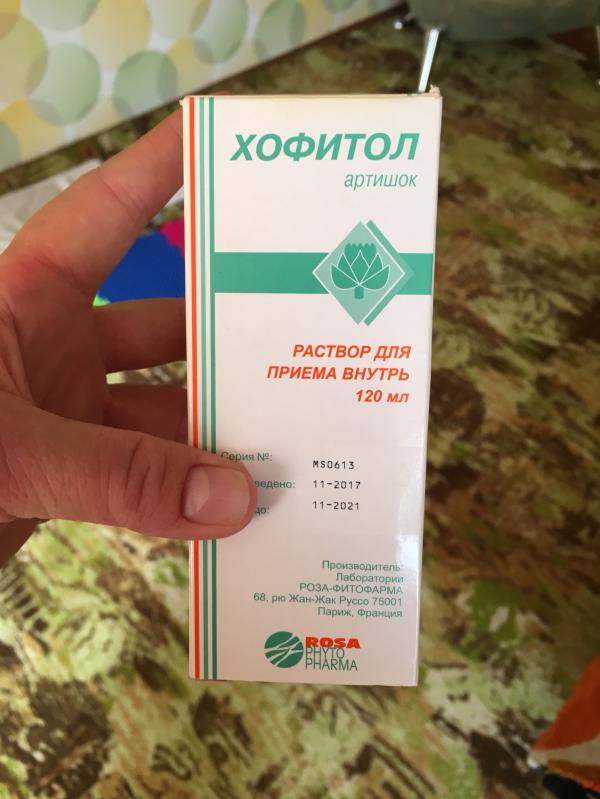 ХОФИТОЛ
артишок
РАСТВОР ДЛЯ
ПРИЕМА ВНУТРЬ
120 мл
Серия №: MS0613
ведено: 11-2017
до: 11-2021
Производитель:
Лаборатории
РОЗА-ФИТОФАРМА
68, рю Жан-Жак Руссо 75001
Париж, Франция
ROSA
PHYTO
PHARMA